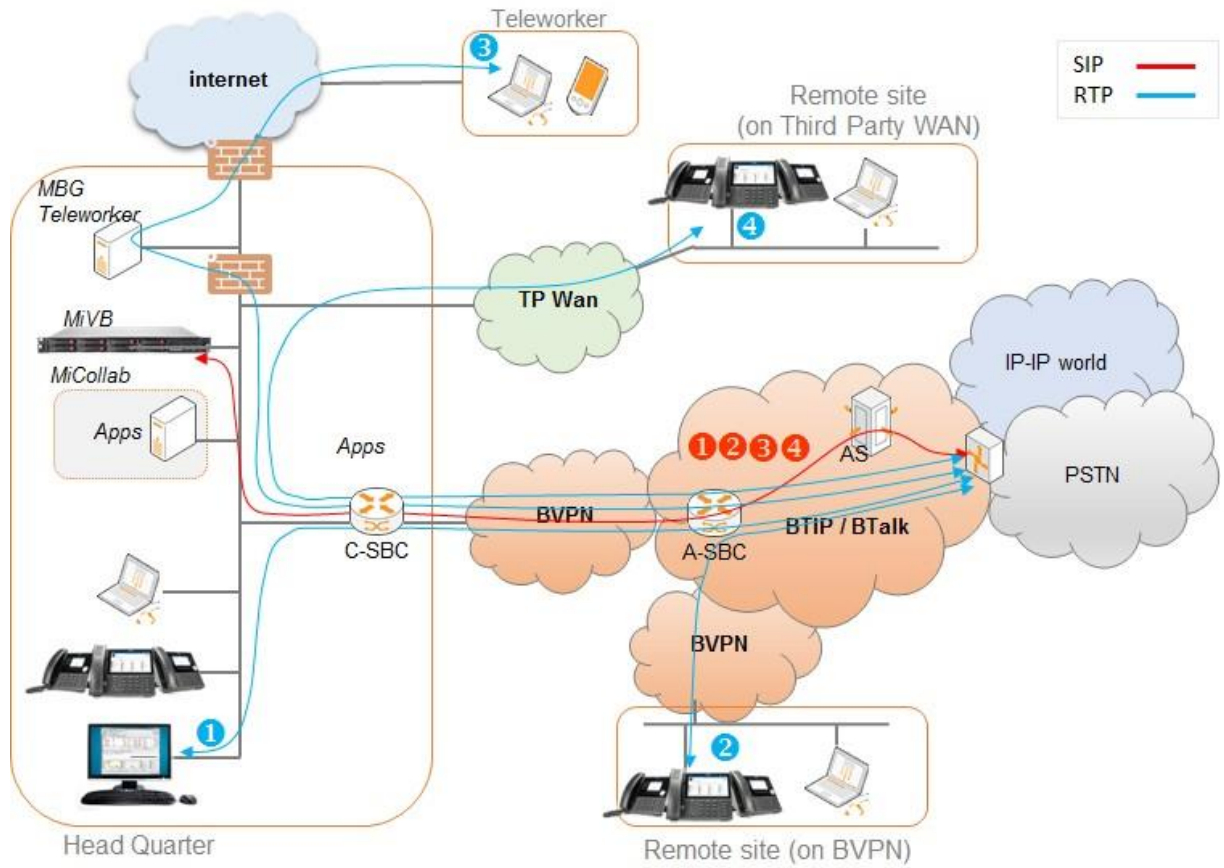 Teleworker
3
internet
SIP
RTP
Remote site
(on Third Party WAN)
MBG
Teleworker
4
TP Wan
MiVB
IP-IP world
MiCollab
Apps
Apps
1 2 3 4
AS
PSTN
BVPN
BTIP / BTalk
C-SBC
A-SBC
BVPN
1
2
Head Quarter
Remote site (on BVPN)